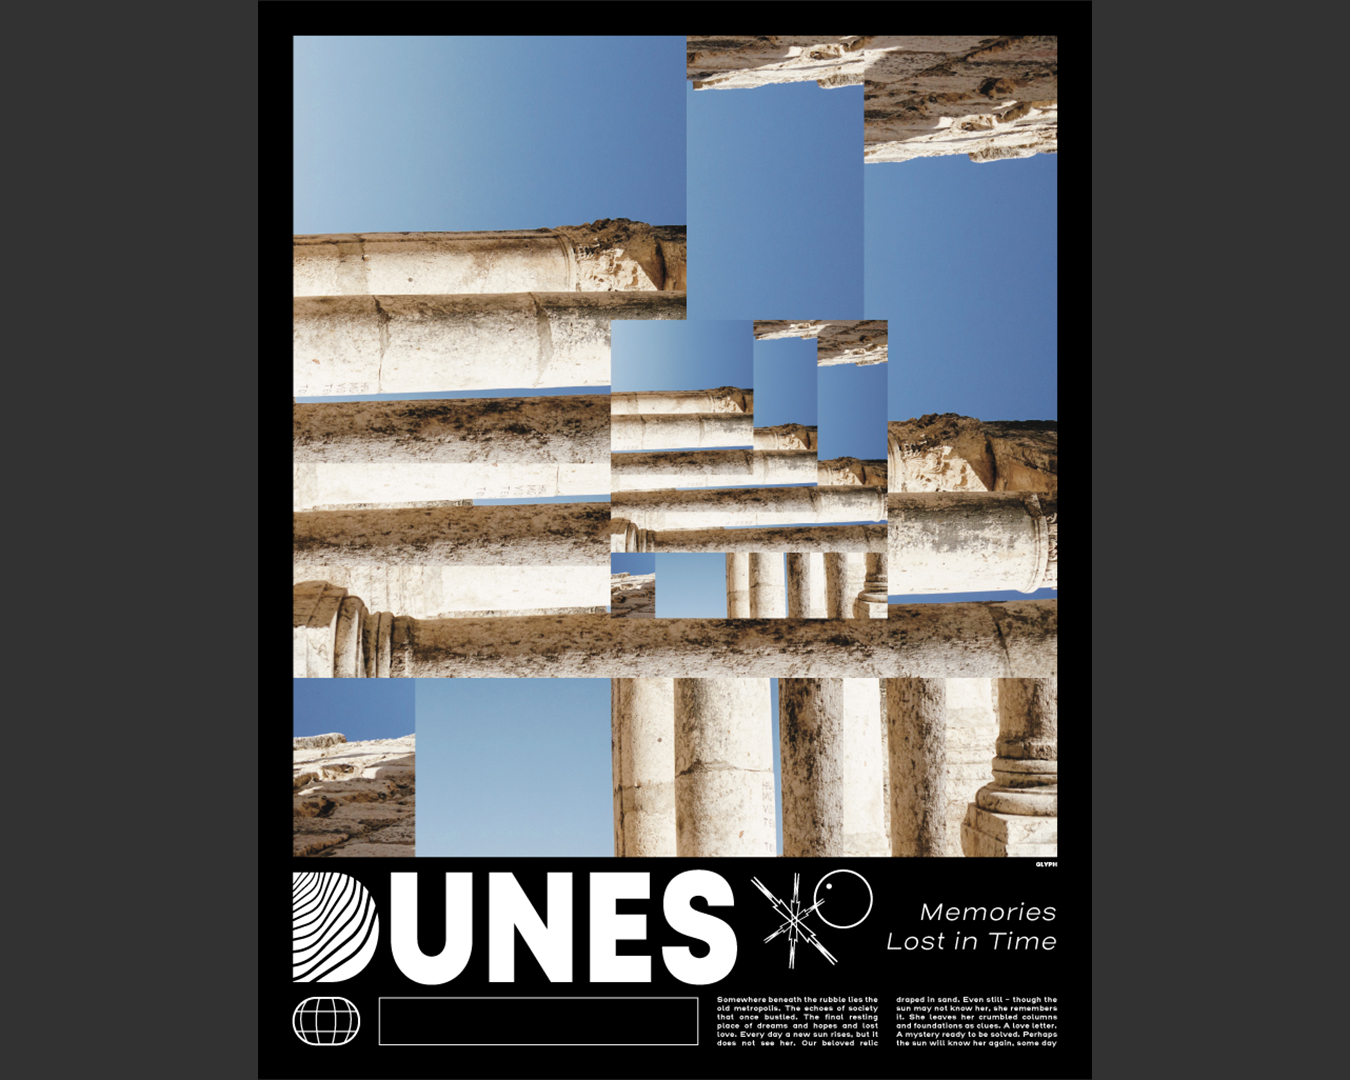 GLYPH
DUNES
Memories
Lost in Time
Somewhere beneath the rubble lies the
old metropolis. The echoes of society
that once bustled. The final resting
place of dreams and hopes and lost
love. Every day a new sun rises, but it
does not see her. Our beloved relic
draped in sand. Even still – though the
sun may not know her, she remembers
it. She leaves her crumbled columns
and foundations as clues. A love letter.
A mystery ready to be solved. Perhaps
the sun will know her again, some day